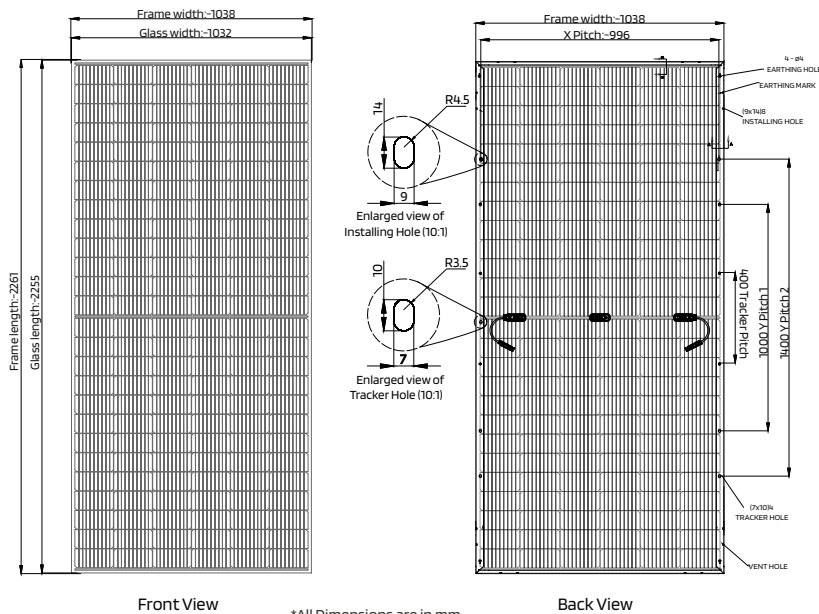 Frame width:-1038
Glass width:-1032
Frame length:-2261
Glass length:-2255
Front View
14
R4.5
9
Enlarged view of
Installing Hole (10:1)
10
R3.5
7
Enlarged view of
Tracker Hole (10:1)
*All Dimensions are in mm
Frame width:-1038
X Pitch:-996
4 - ø4
EARTHING HOLE
EARTHING MARK
(9x14)8
INSTALLING HOLE
400 Tracker Pitch
1000 Y Pitch 1
1400 Y Pitch 2
(7x10)4
TRACKER HOLE
VENT HOLE
Back View